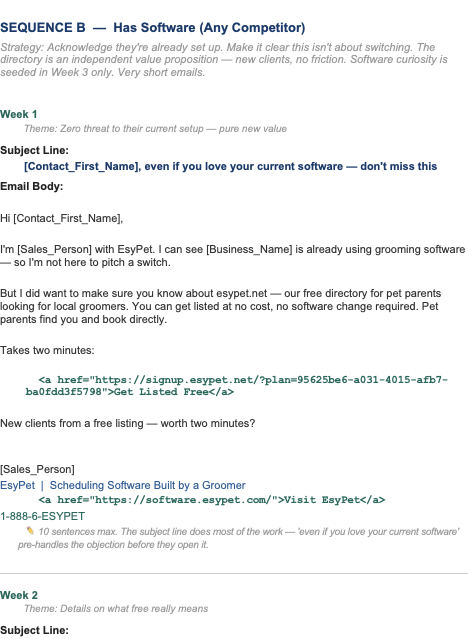 SEQUENCE B — Has Software (Any Competitor)
Strategy: Acknowledge they're already set up. Make it clear this isn't about switching. The
directory is an independent value proposition — new clients, no friction. Software curiosity is
seeded in Week 3 only. Very short emails.
Week 1
Theme: Zero threat to their current setup — pure new value
Subject Line:
[Contact_First_Name], even if you love your current software — don't miss this
Email Body:
Hi [Contact_First_Name],
I'm [Sales_Person] with EsyPet. I can see [Business_Name] is already using grooming software
— so I'm not here to pitch a switch.
But I did want to make sure you know about esypet.net — our free directory for pet parents
looking for local groomers. You can get listed at no cost, no software change required. Pet
parents find you and book directly.
Takes two minutes:
<a href="https://signup.esypet.net/?plan=95625be6-a031-4015-afb7-
ba0fdd3f5798">Get Listed Free</a>
New clients from a free listing — worth two minutes?
[Sales_Person]
EsyPet | Scheduling Software Built by a Groomer
<a href="https://software.esypet.com/">Visit EsyPet</a>
1-888-6-ESYPET
✏️ 10 sentences max. The subject line does most of the work — 'even if you love your current software'
pre-handles the objection before they open it.
Week 2
Theme: Details on what free really means
Subject Line: